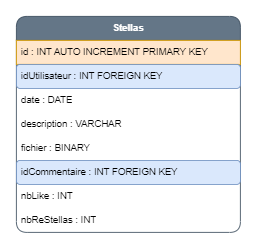 Stellas
id : INT AUTO INCREMENT PRIMARY KEY
idUtilisateur : INT FOREIGN KEY
date : DATE
description : VARCHAR
fichier : BINARY
idCommentaire : INT FOREIGN KEY
nbLike : INT
nbReStellas : INT